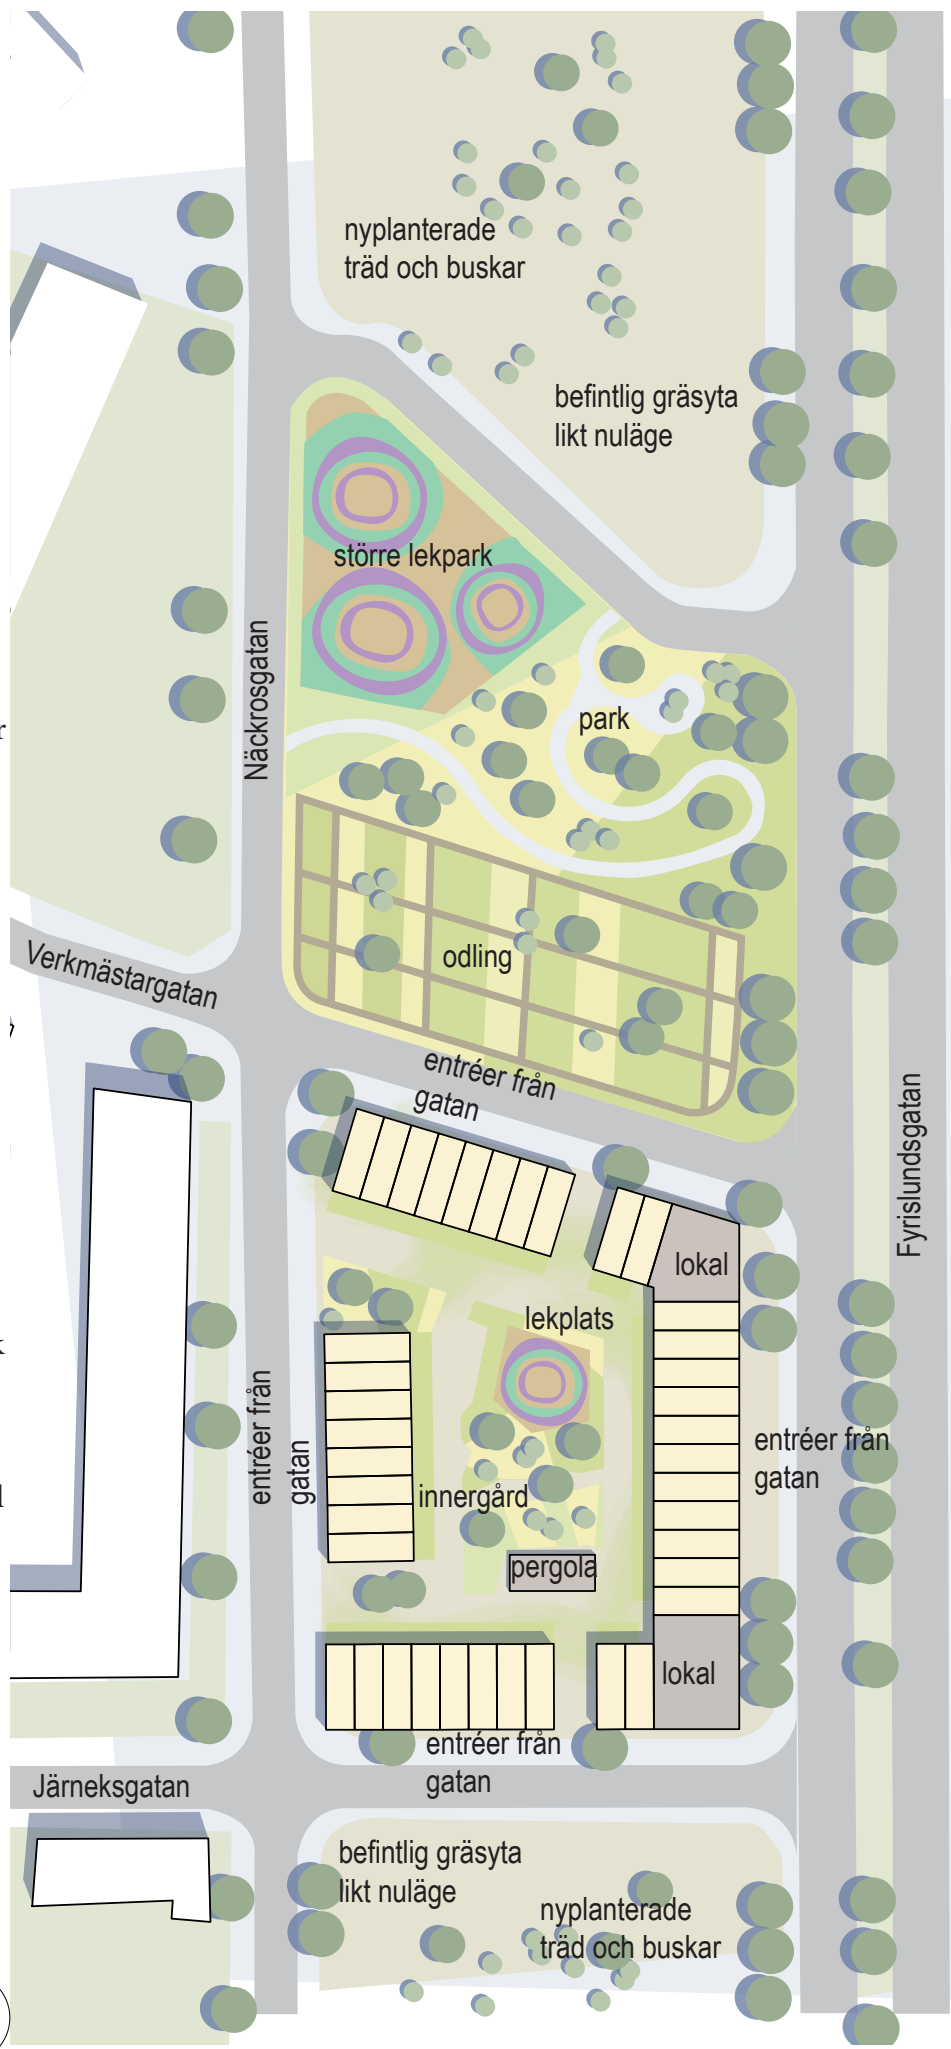 nyplanterade
träd och buskar
befintlig gräsyta
likt nuläge
större lekpark
Näckrosgatan
park
r
Verkmästargatan
odling
entréer från
gatan
Fyrislundsgatan
lokal
lekplats
k
entréer från
gatan
entréer från
gatan
innergård
l
pergola
lokal
entréer från
gatan
Järneksgatan
befintlig gräsyta
likt nuläge
nyplanterade
träd och buskar